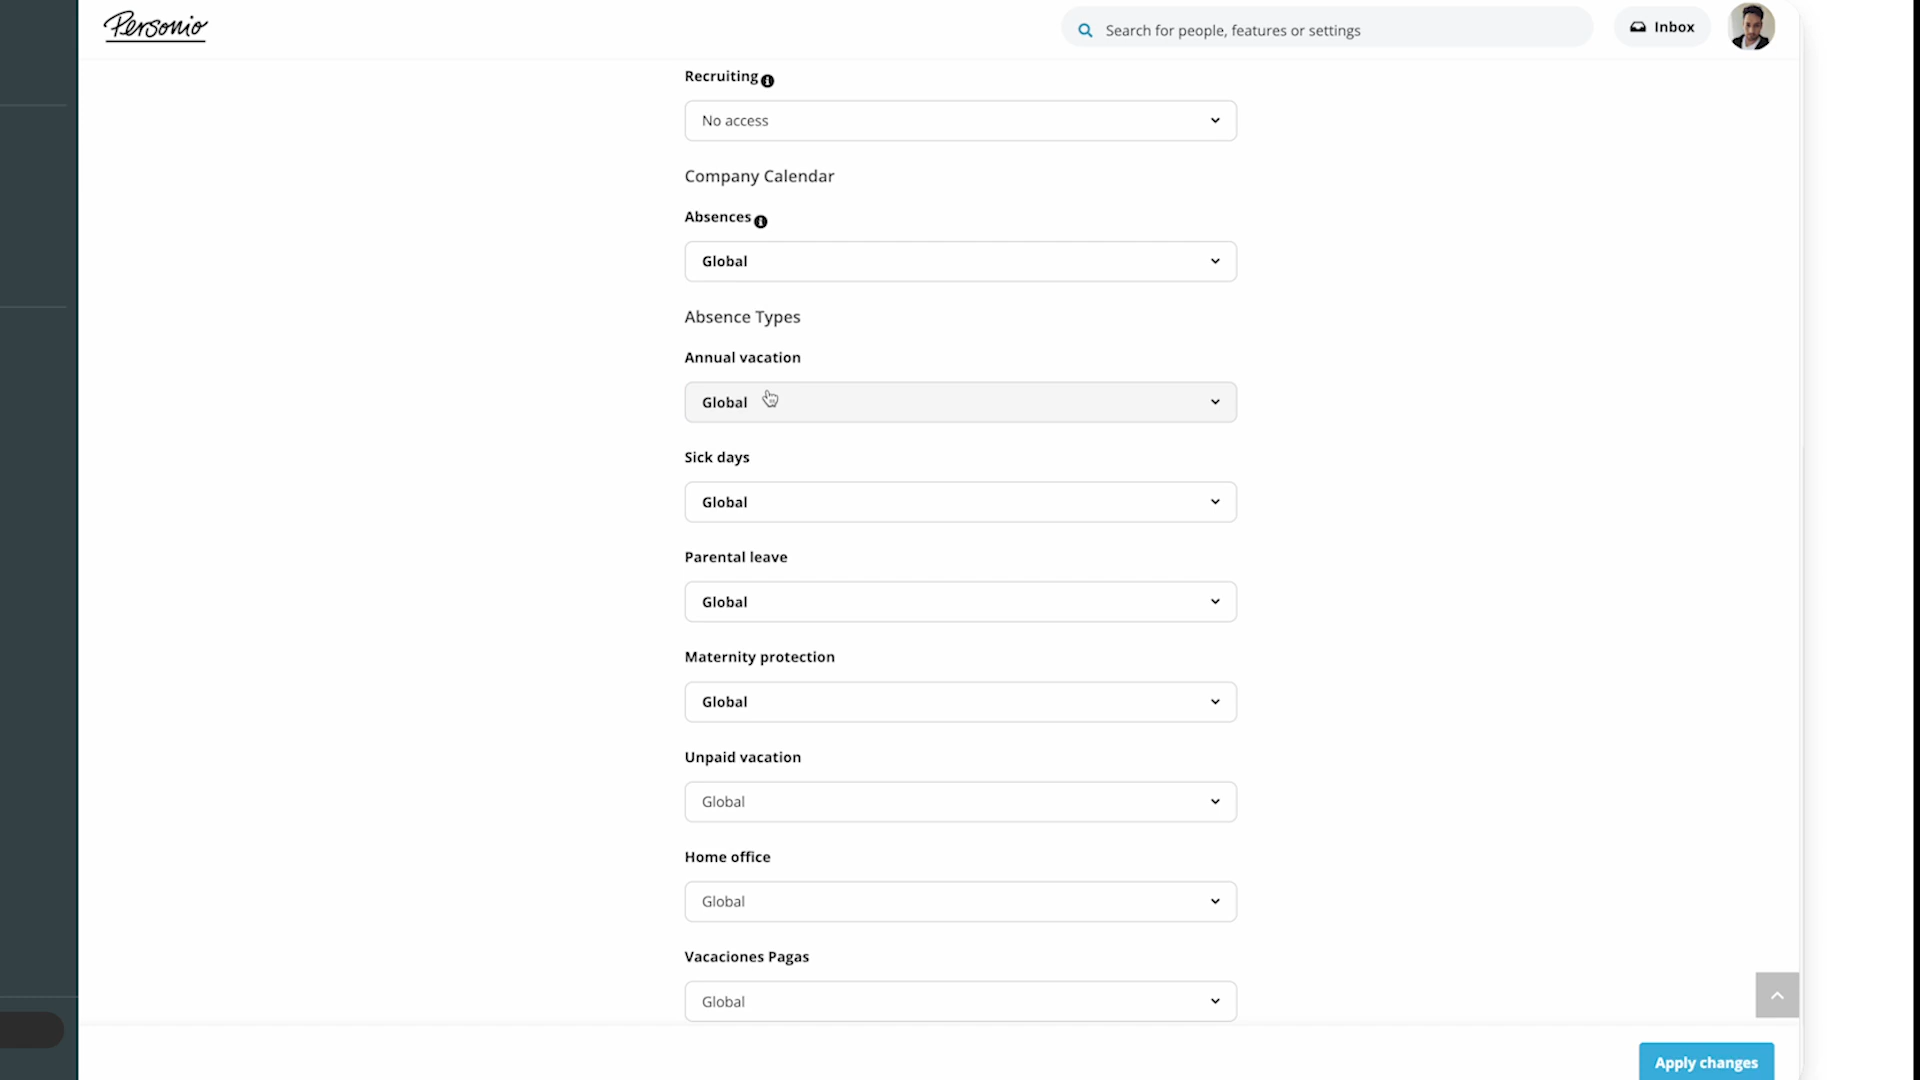 Personio
Search for people, features or settings
Inbox
Recruiting
No access
Company Calendar
Absences
Global
Absence Types
Annual vacation
Global
Sick days
Global
Parental leave
Global
Maternity protection
Global
Unpaid vacation
Global
Home office
Global
Vacaciones Pagas
Global
Apply changes